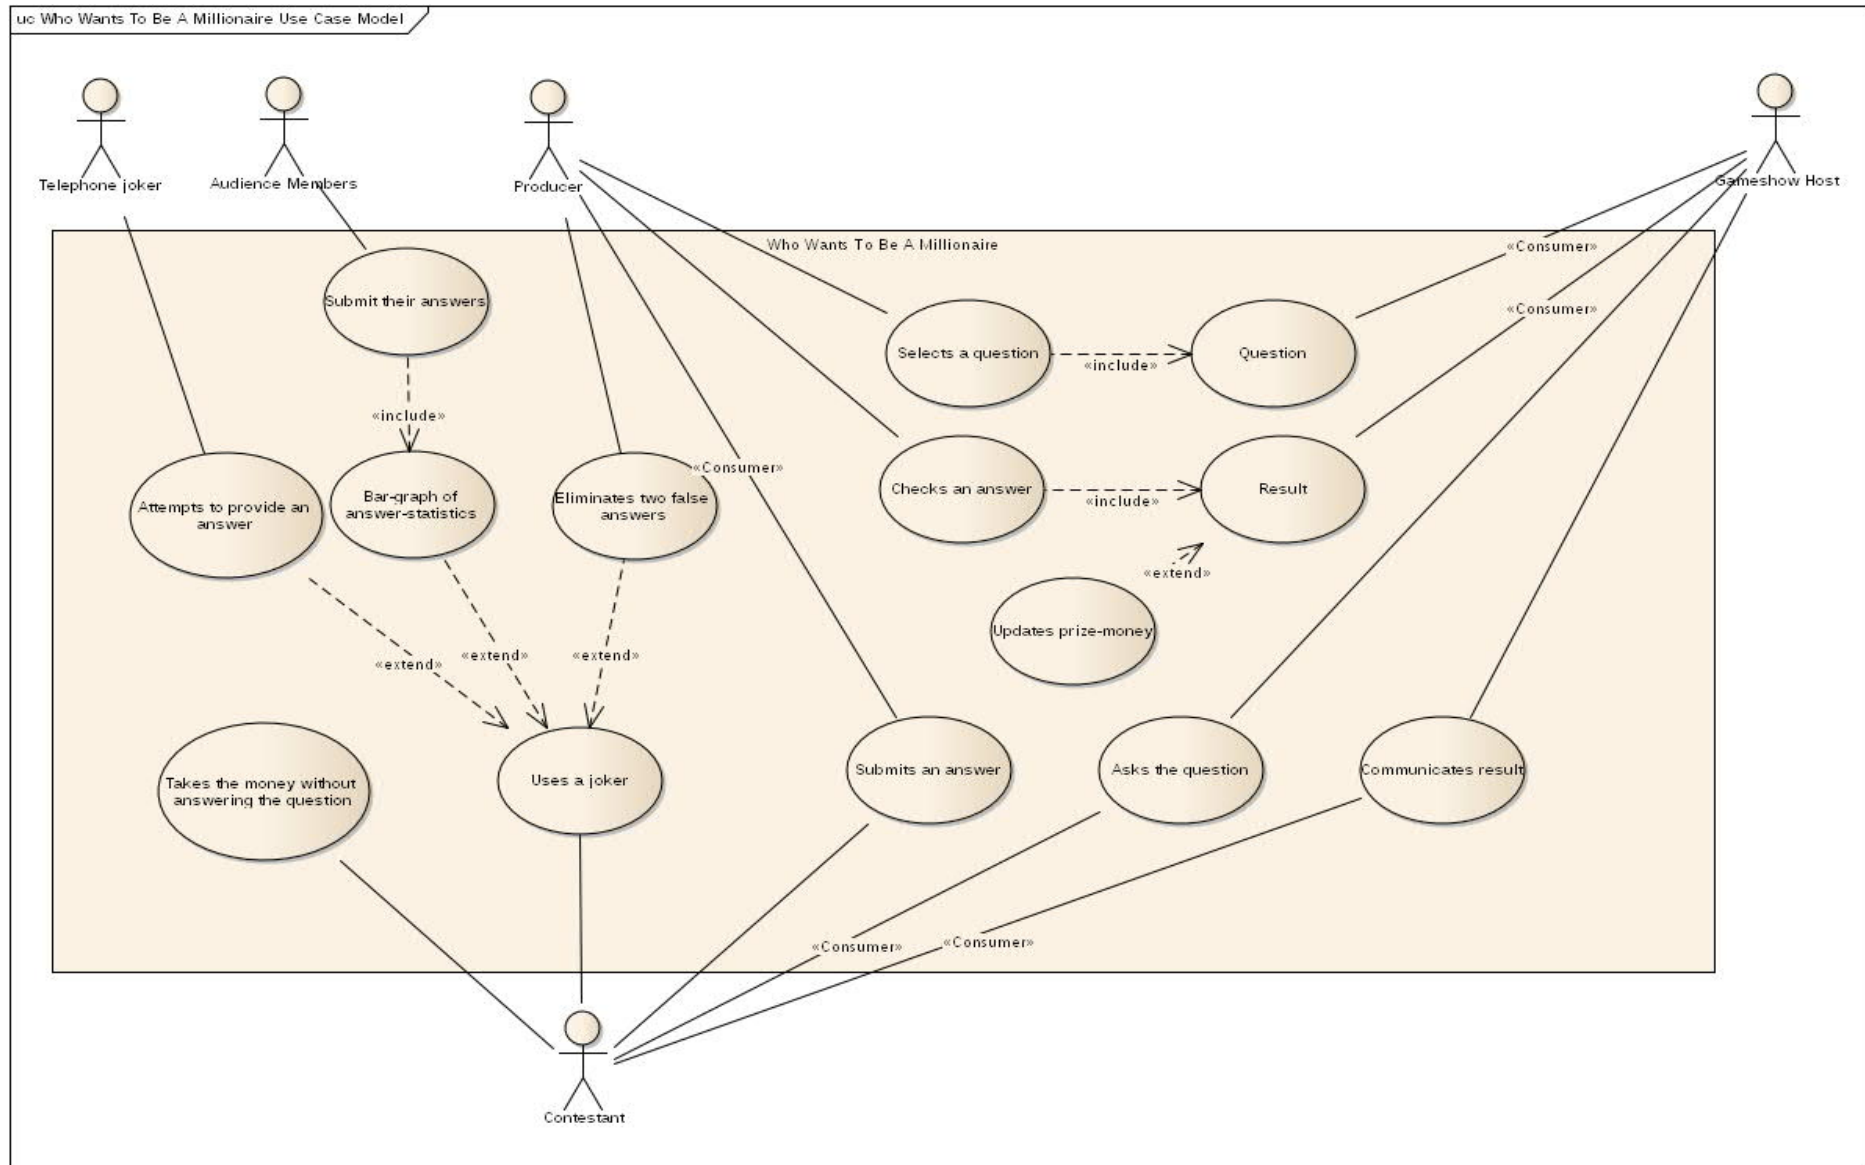 uc Who Wants To Be A Millionaire Use Case Model
Telephone joker
Audience Members
Producer
Gameshow Host
Who Wants To Be A Millionaire
«Consumer»
Submit their answers
«Consumer»
Selects a question
Question
«include»
«include»
«Consumer»
Attempts to provide an
answer
Bar-graph of
answer-statistics
Eliminates two false
answers
Checks an answer
Result
«include»
«extend»
Updates prize-money
«extend»
«extend»
«extend»
Takes the money without
answering the question
Uses a joker
Submits an answer
Asks the question
Communicates result
«Consumer»
«Consumer»
Contestant